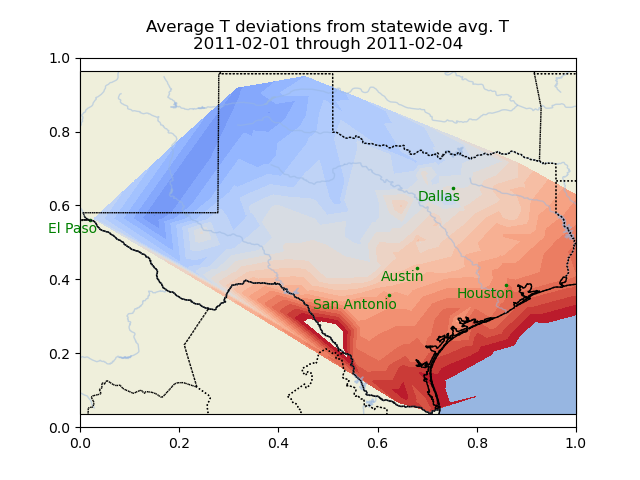 Average T deviations from statewide avg. T
2011-02-01 through 2011-02-04
1.0
0.8
Dallas
0.6
El Paso
0.4
Austin
San Antonio
Houston
0.2
0.0
0.0 0.2 0.4 0.6 0.8 1.0